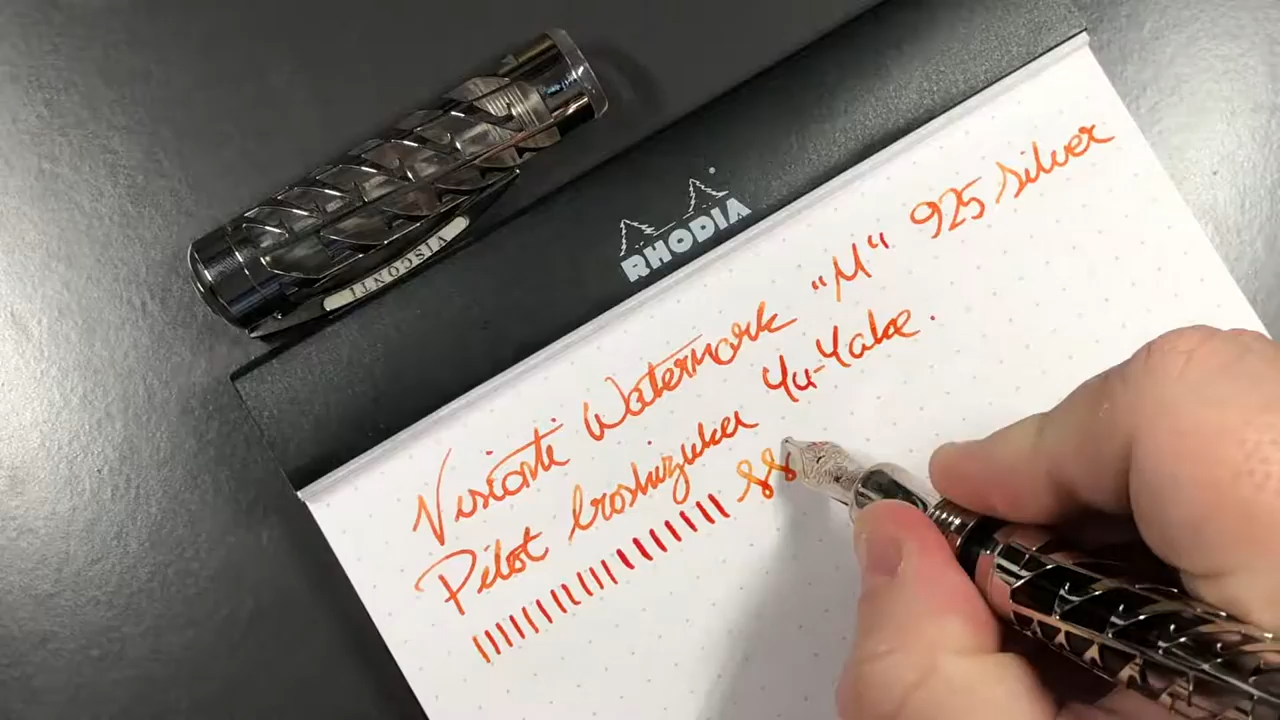 VISCONTI
RHODIA
Visconti Watermark "M" 925 Silver
Pilot Iroshizuku Yu-Yake.